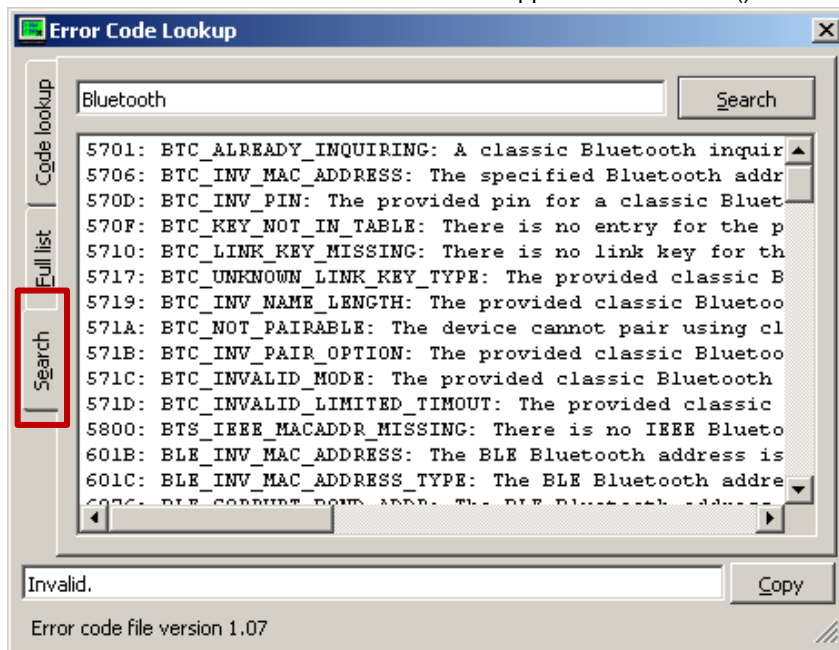 Error Code Lookup
Code lookup
Full list
Search
Bluetooth
Search
5701: BTC_ALREADY_INQUIRING: A classic Bluetooth inquir
5706: BTC_INV_MAC_ADDRESS: The specified Bluetooth addr
570D: BTC_INV_PIN: The provided pin for a classic Bluet
570F: BTC_KEY_NOT_IN_TABLE: There is no entry for the p
5710: BTC_LINK_KEY_MISSING: There is no link key for th
5717: BTC_UNKNOWN_LINK_KEY_TYPE: The provided classic B
5719: BTC_INV_NAME_LENGTH: The provided classic Bluetoo
571A: BTC_NOT_PAIRABLE: The device cannot pair using cl
571B: BTC_INV_PAIR_OPTION: The provided classic Bluetoo
571C: BTC_INVALID_MODE: The provided classic Bluetooth
571D: BTC_INVALID_LIMITED_TIMOUT: The provided classic
5800: BTS_IEEE_MACADDR_MISSING: There is no IEEE Blueto
601B: BLE_INV_MAC_ADDRESS: The BLE Bluetooth address is
601C: BLE_INV_MAC_ADDRESS_TYPE: The BLE Bluetooth addre
Invalid.
Copy
Error code file version 1.07